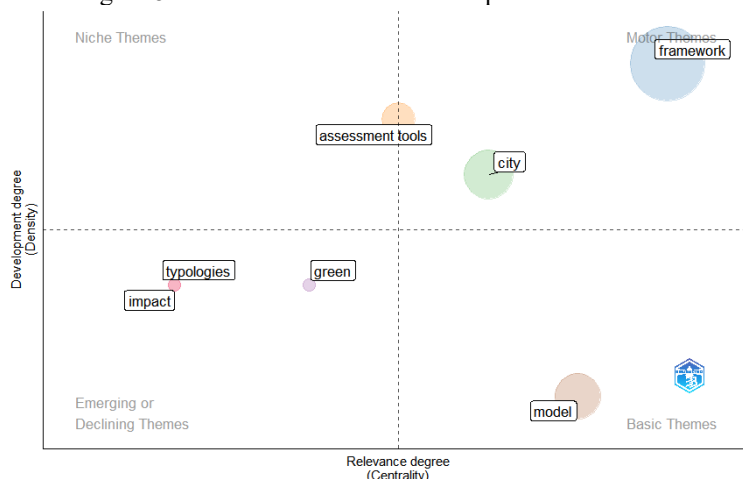 Niche Themes
Motor Themes
framework
assessment tools
city
Development degree
(Density)
typologies
green
impact
model
Emerging or
Declining Themes
Basic Themes
Relevance degree
(Centrality)